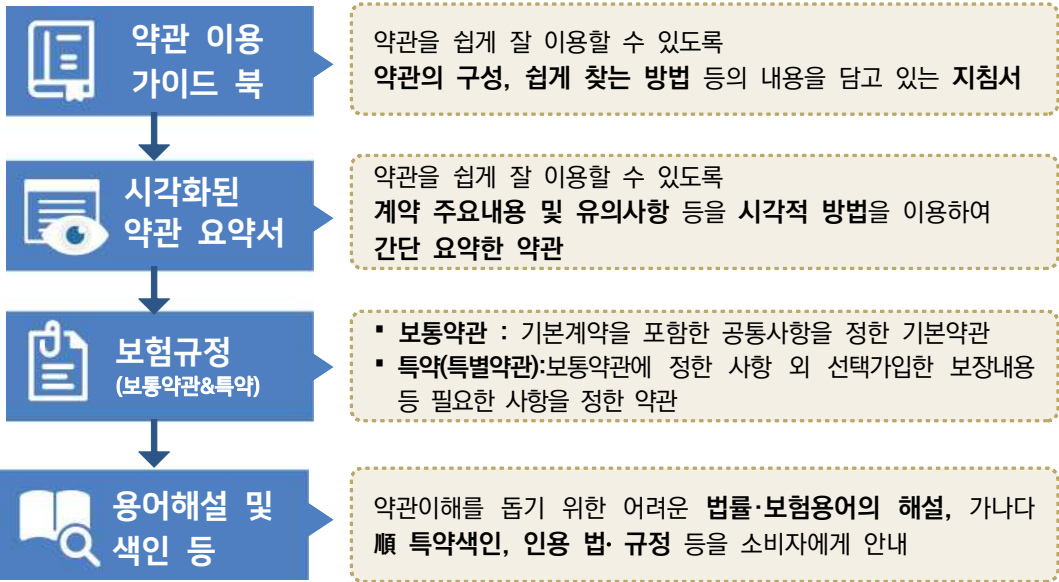 약관 이용
가이드 북
약관을 쉽게 잘 이용할 수 있도록
약관의 구성, 쉽게 찾는 방법 등의 내용을 담고 있는 지침서
시각화된
약관 요약서
약관을 쉽게 잘 이용할 수 있도록
계약 주요내용 및 유의사항 등을 시각적 방법을 이용하여
간단 요약한 약관
보험규정
(보통약관&특약)
▪ 보통약관 : 기본계약을 포함한 공통사항을 정한 기본약관
▪ 특약(특별약관):보통약관에 정한 사항 외 선택가입한 보장내용
등 필요한 사항을 정한 약관
용어해설 및
색인 등
약관이해를 돕기 위한 어려운 법률·보험용어의 해설, 가나다
順 특약색인, 인용 법· 규정 등을 소비자에게 안내